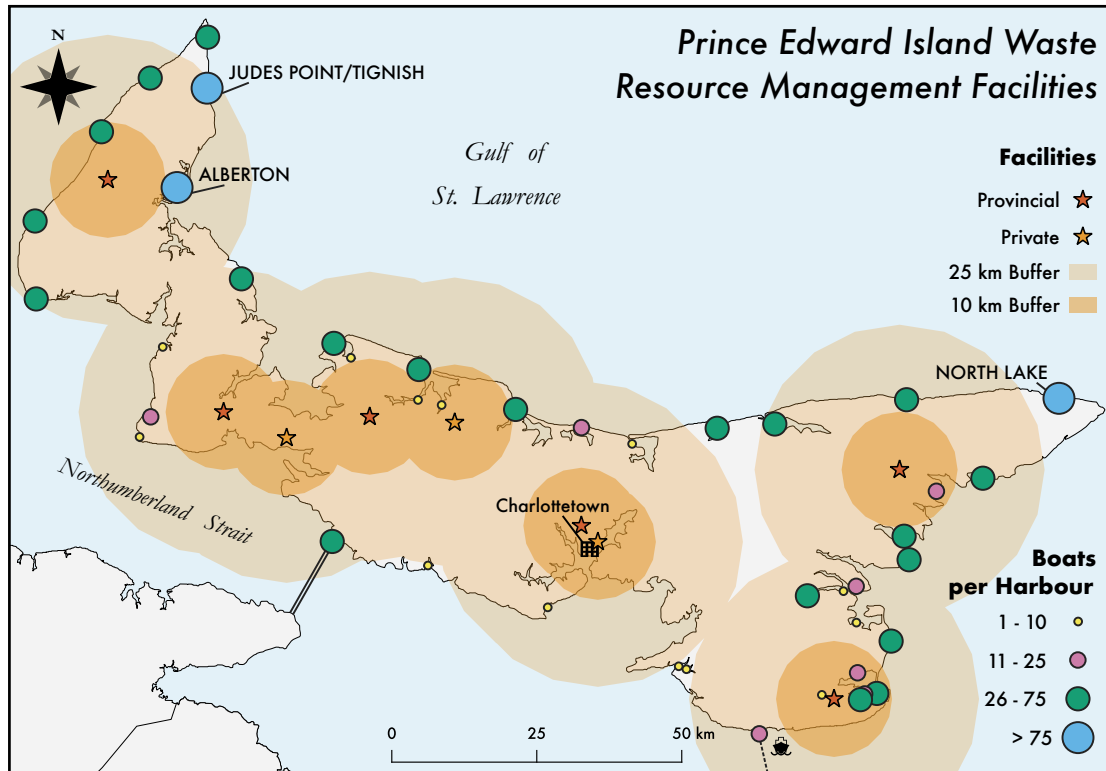 Prince Edward Island Waste
Resource Management Facilities
N
JUDES POINT/TIGNISH
ALBERTON
Gulf of
St. Lawrence
Facilities
Provincial
Private
25 km Buffer
10 km Buffer
NORTH LAKE
Northumberland Strait
Charlottetown
Boats
per Harbour
1 - 10
11 - 25
26 - 75
> 75
0 25 50 km